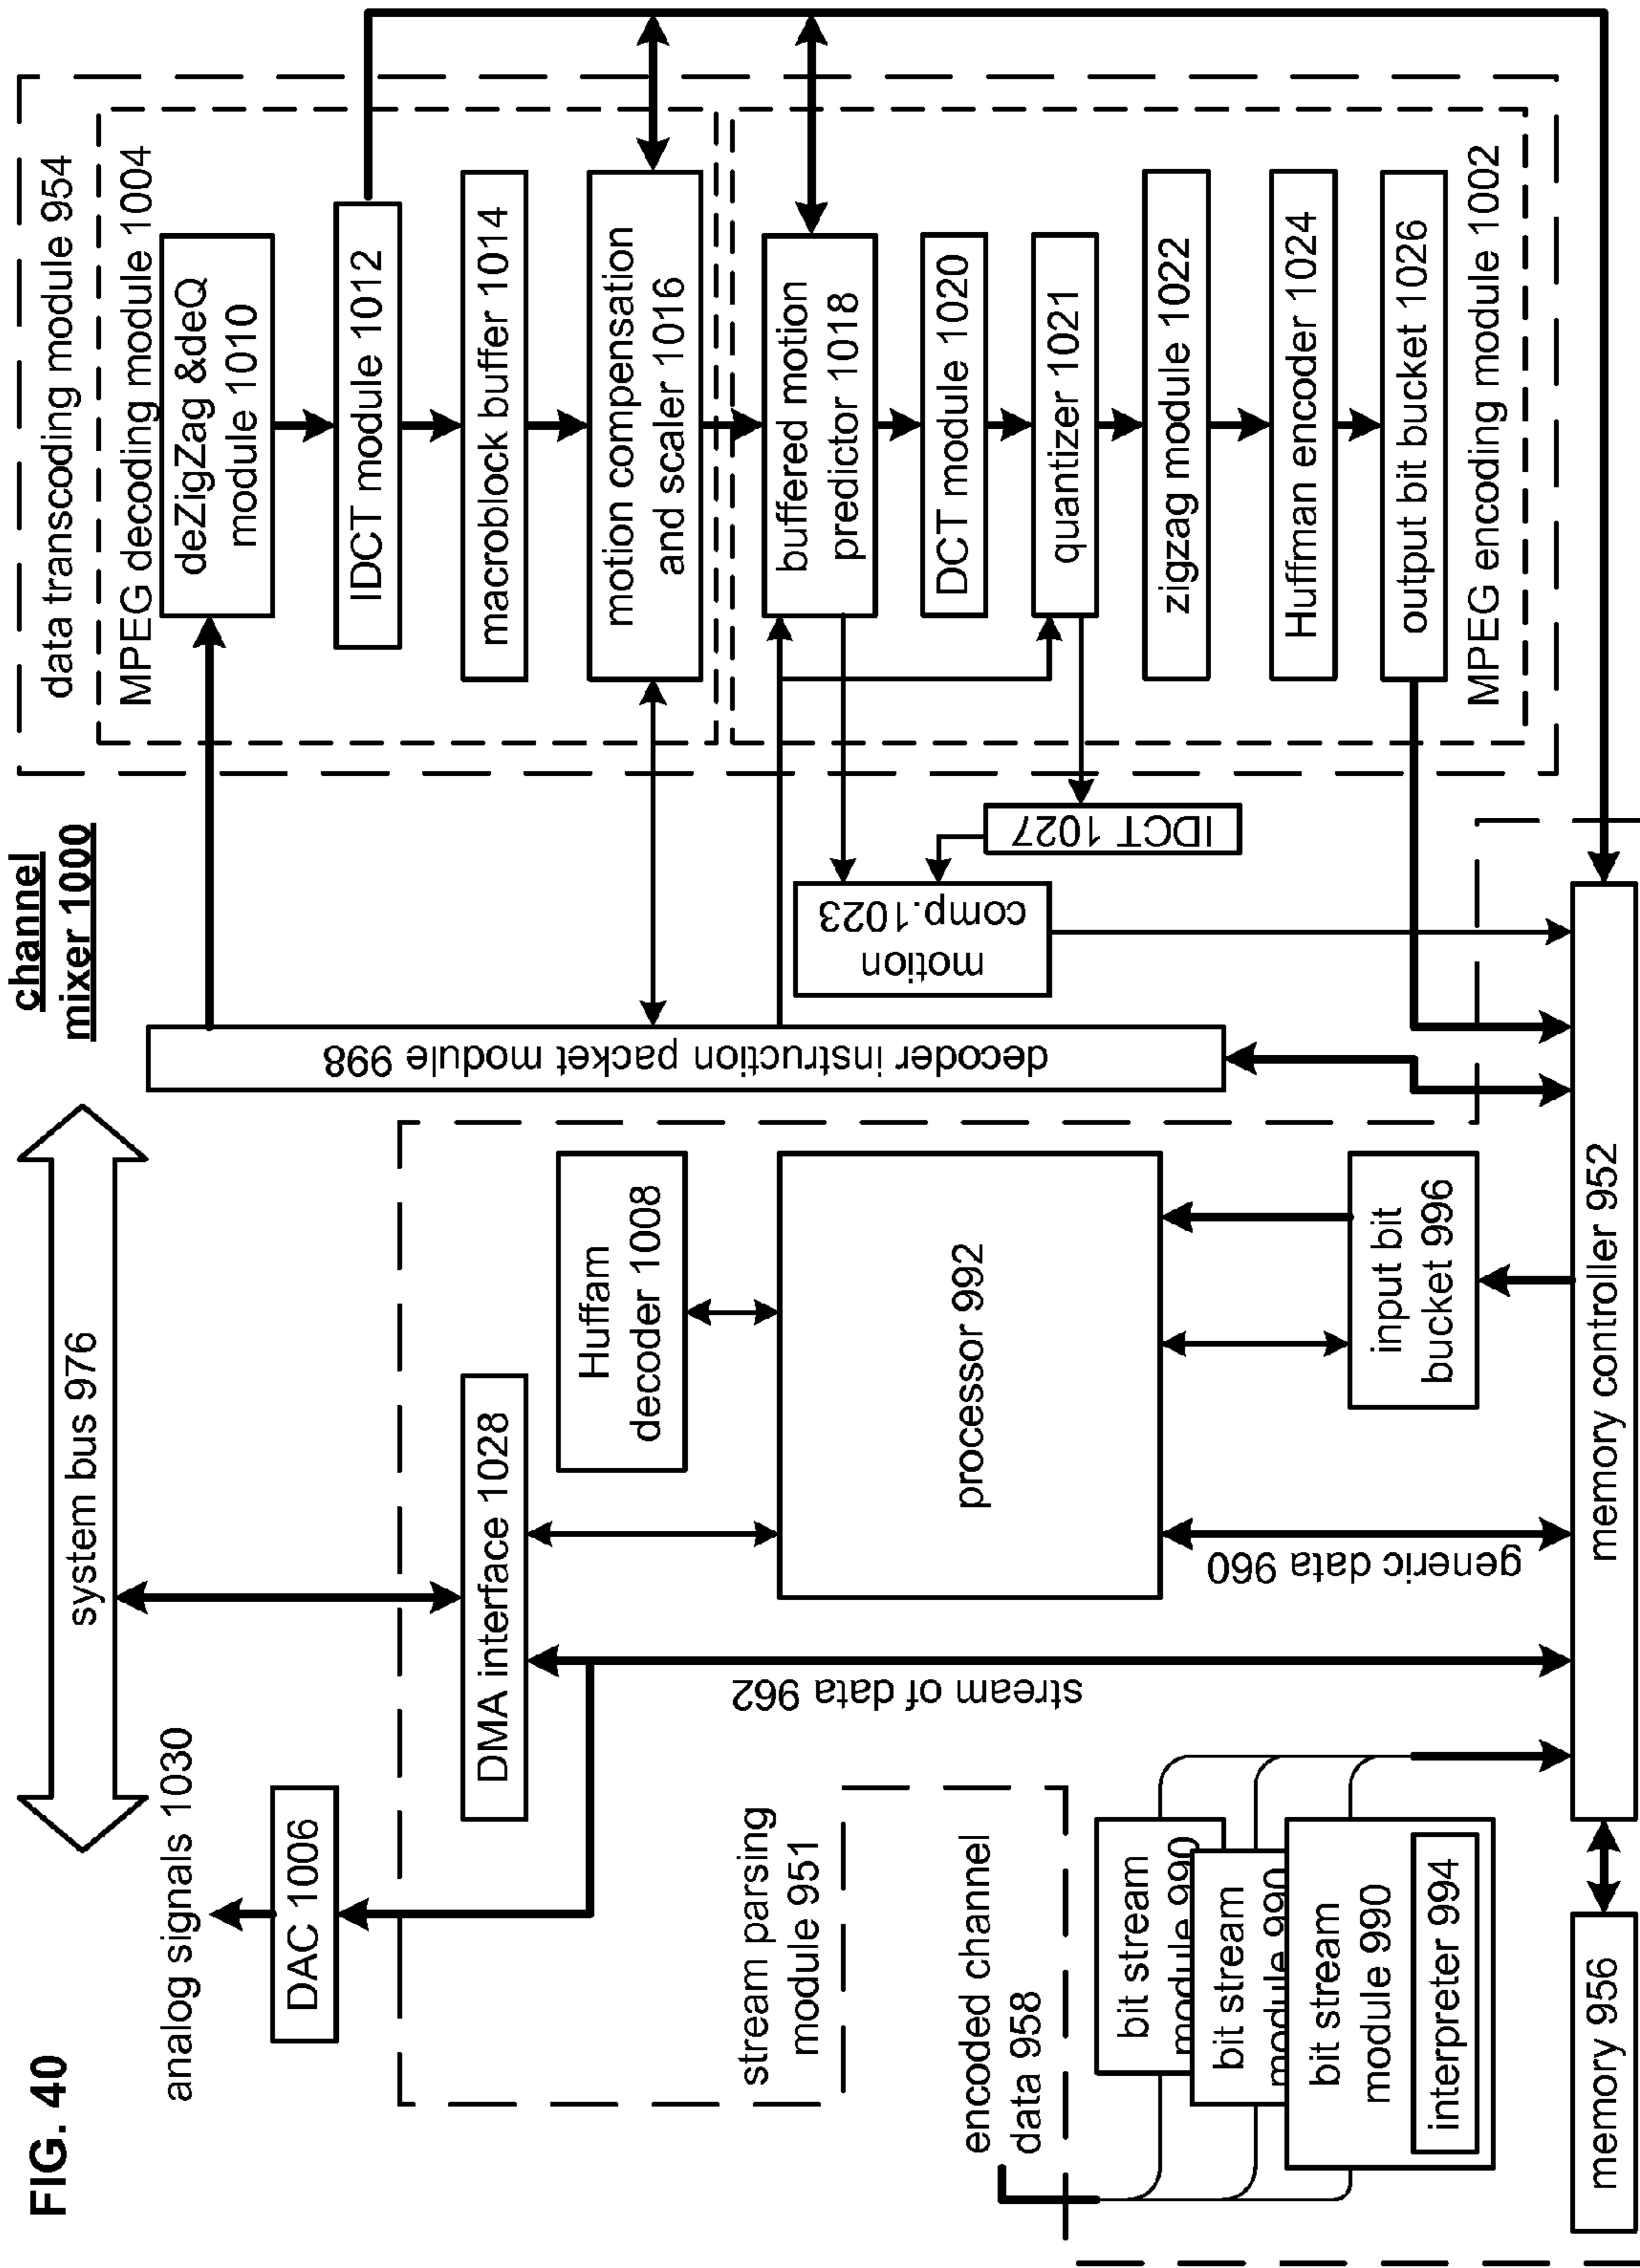 FIG. 40
channel
mixer 1000
system bus 976
analog signals 1030
DAC 1006
stream parsing
module 951
DMA interface 1028
Huffam
decoder 1008
processor 992
input bit
bucket 996
generic data 960
stream of data 962
encoded channel
data 958
bit stream
module 990
bit stream
module 990
bit stream
module 990
interpreter 994
memory 956
memory controller 952
decoder instruction packet module 998
motion
comp.1023
IDCT 1027
data transcoding module 954
MPEG decoding module 1004
deZigZag &deQ
module 1010
IDCT module 1012
macroblock buffer 1014
motion compensation
and scaler 1016
buffered motion
predictor 1018
DCT module 1020
quantizer 1021
zigzag module 1022
Huffman encoder 1024
output bit bucket 1026
MPEG encoding module 1002